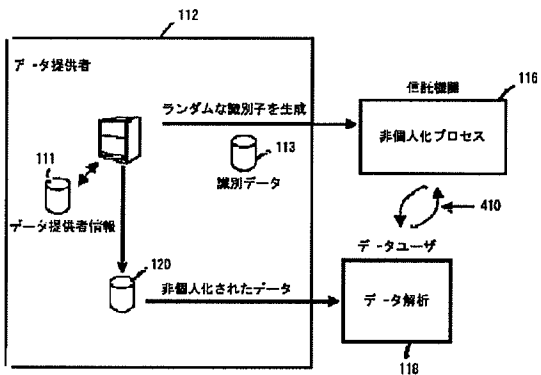 112
データ提供者
ランダムな識別子を生成
信託機関
116
非個人化プロセス
111
113
識別データ
データ提供者情報
410
データユーザ
120
非個人化されたデータ
データ解析
118